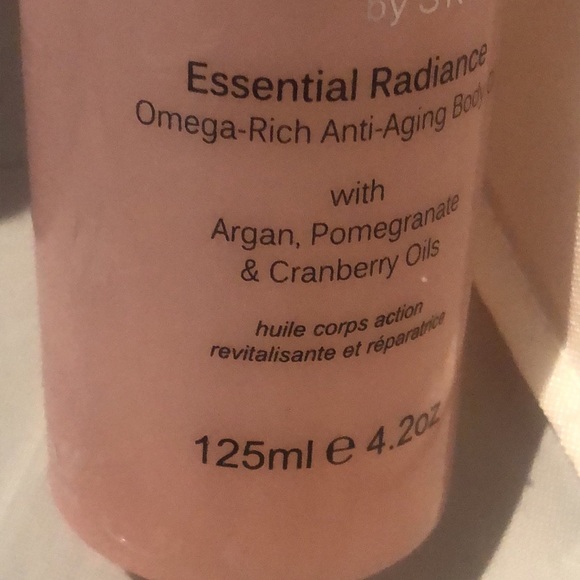 by
Essential Radiance
Omega-Rich Anti-Aging Body
with
Argan, Pomegranate
& Cranberry Oils
huile corps action
revitalisante et réparatrice
125ml e 4.2oz